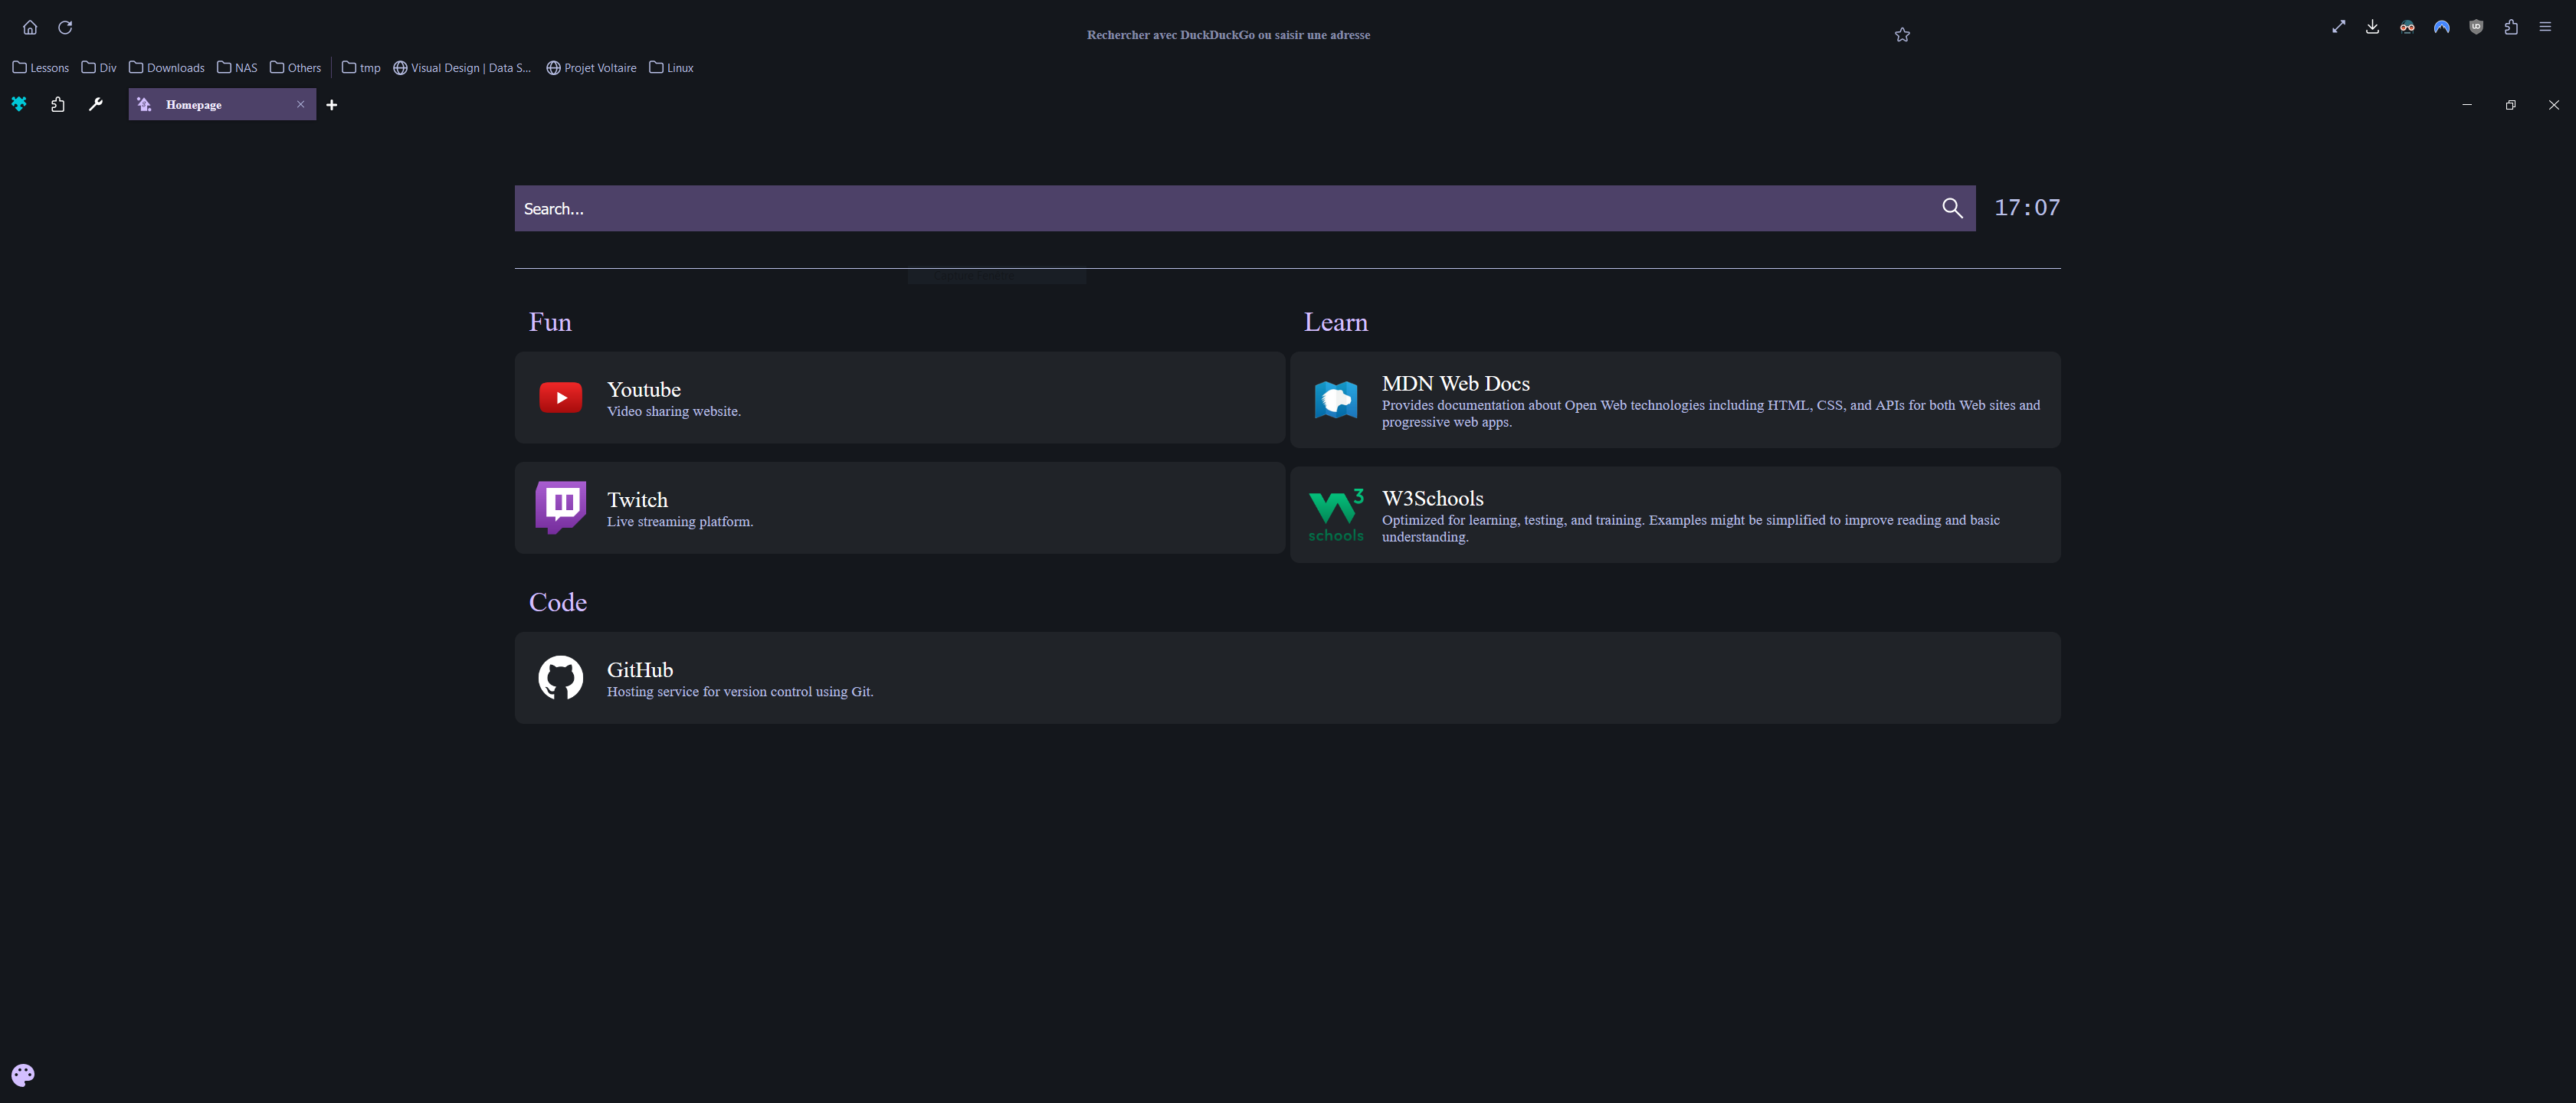 Rechercher avec DuckDuckGo ou saisir une adresse
Lessons Div Downloads NAS Others tmp Visual Design | Data S... Projet Voltaire Linux
Homepage
Search...
17:07
Fun
Youtube
Video sharing website.
Twitch
Live streaming platform.
Learn
MDN Web Docs
Provides documentation about Open Web technologies including HTML, CSS, and APIs for both Web sites and
progressive web apps.
W3Schools
Optimized for learning, testing, and training. Examples might be simplified to improve reading and basic
understanding.
3
schools
Code
GitHub
Hosting service for version control using Git.